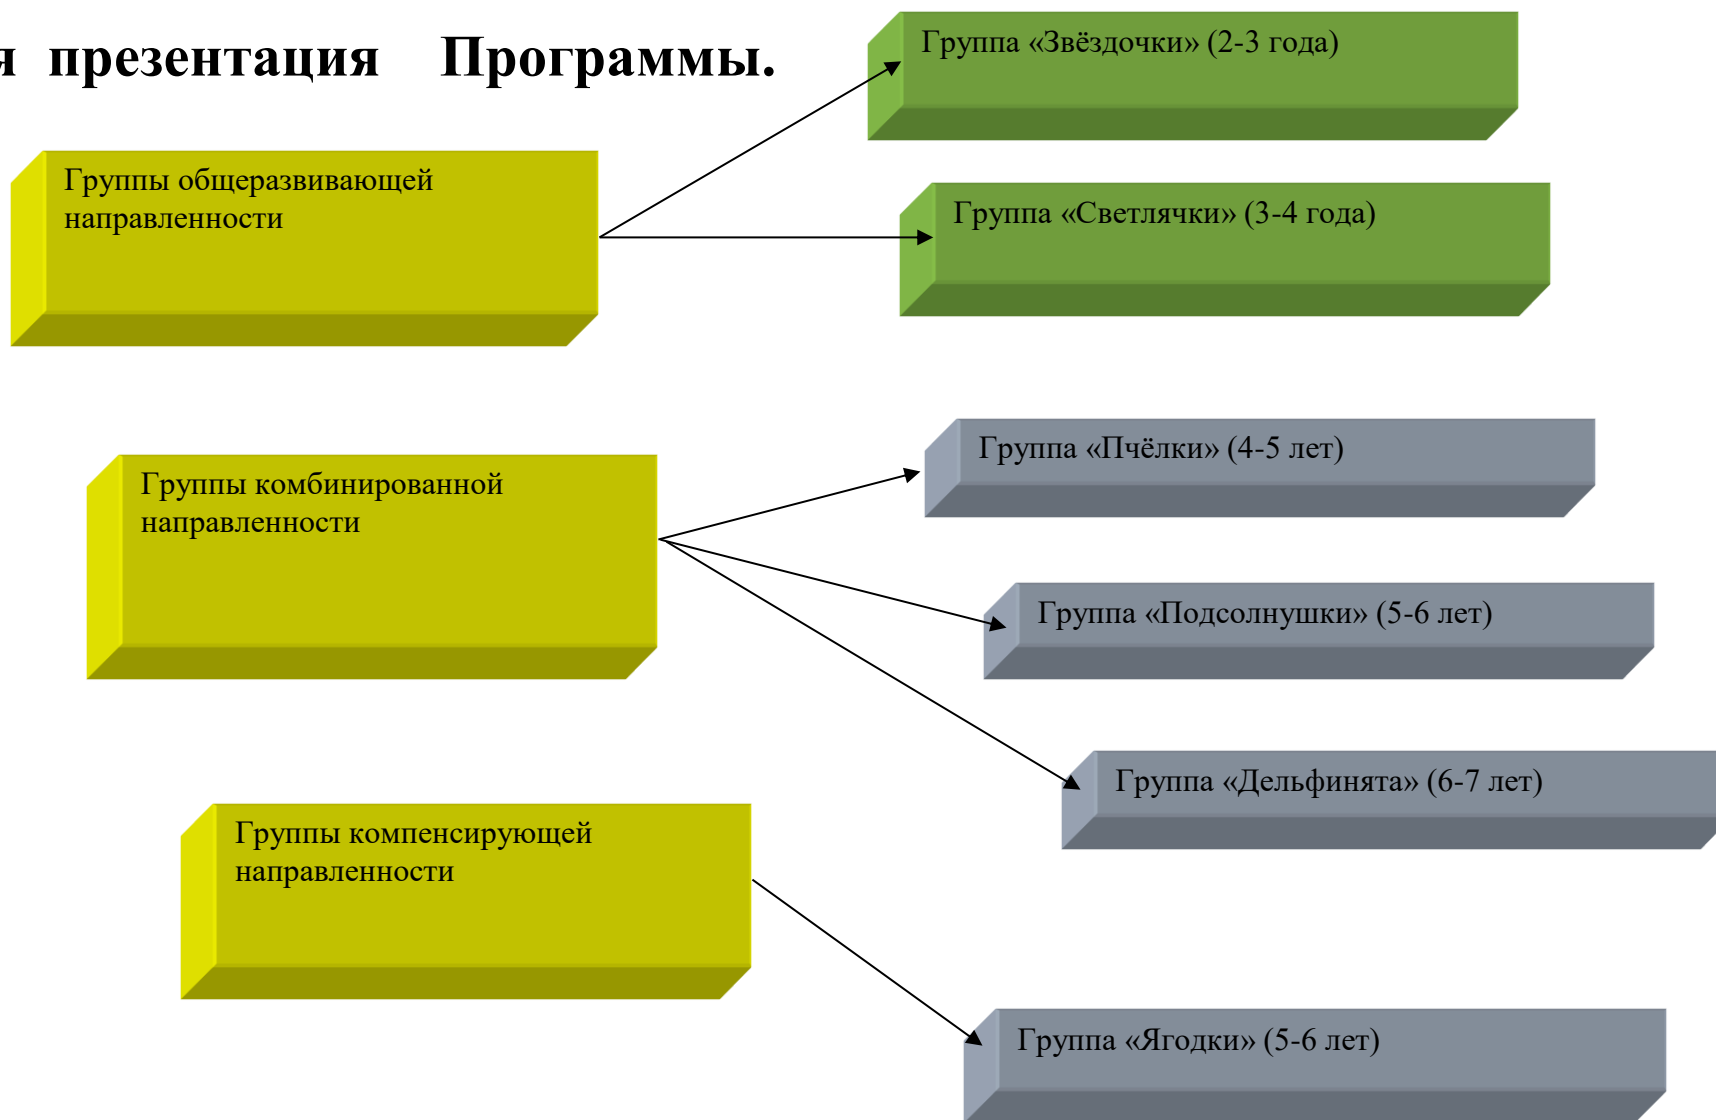 я презентация Программы.
Группа «Звёздочки» (2-3 года)
Группы общеразвивающей
направленности
Группа «Светлячки» (3-4 года)
Группы комбинированной
направленности
Группа «Пчёлки» (4-5 лет)
Группа «Подсолнушки» (5-6 лет)
Группа «Дельфинята» (6-7 лет)
Группы компенсирующей
направленности
Группа «Ягодки» (5-6 лет)